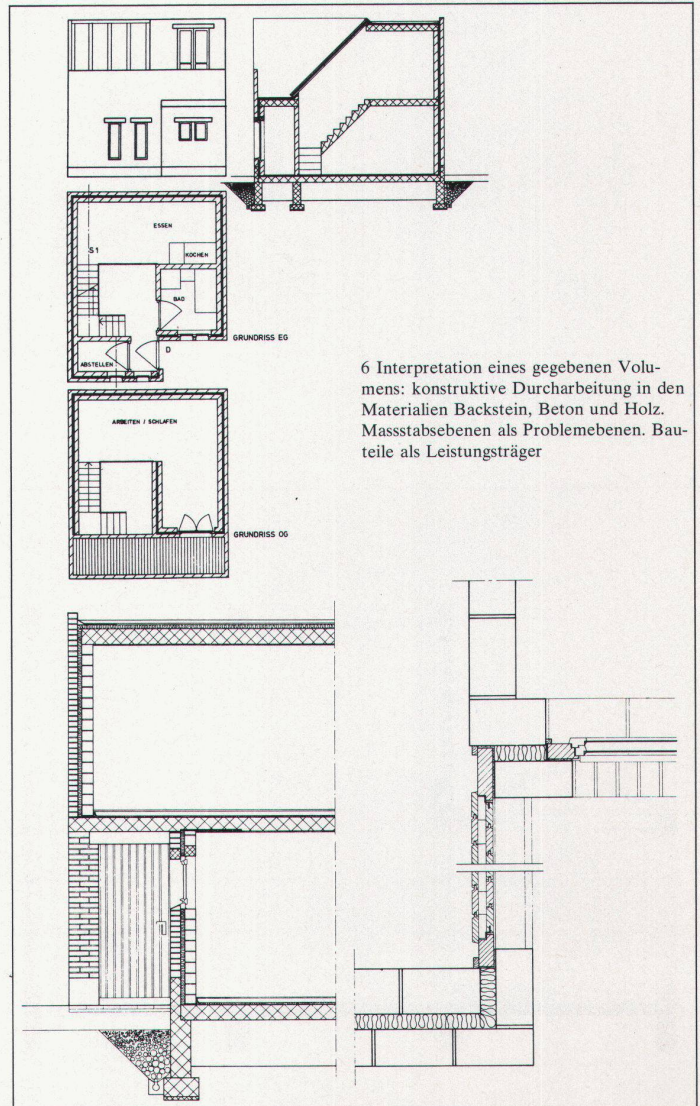 ESSEN
S1
KOCHEN
BAD
GRUNDRISS EG
D
ABSTELLEN
6 Interpretation eines gegebenen Volu-
mens: konstruktive Durcharbeitung in den
Materialien Backstein, Beton und Holz.
Massstabsebenen als Problemebenen. Bau-
teile als Leistungsträger
ARBEITEN / SCHLAFEN
GRUNDRISS OG